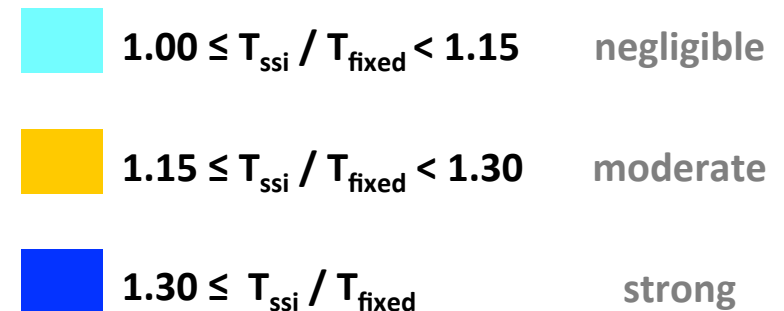 1.00 ≤ Tssi / Tfixed < 1.15 negligible
1.15 ≤ Tssi / Tfixed < 1.30 moderate
1.30 ≤ Tssi / Tfixed strong